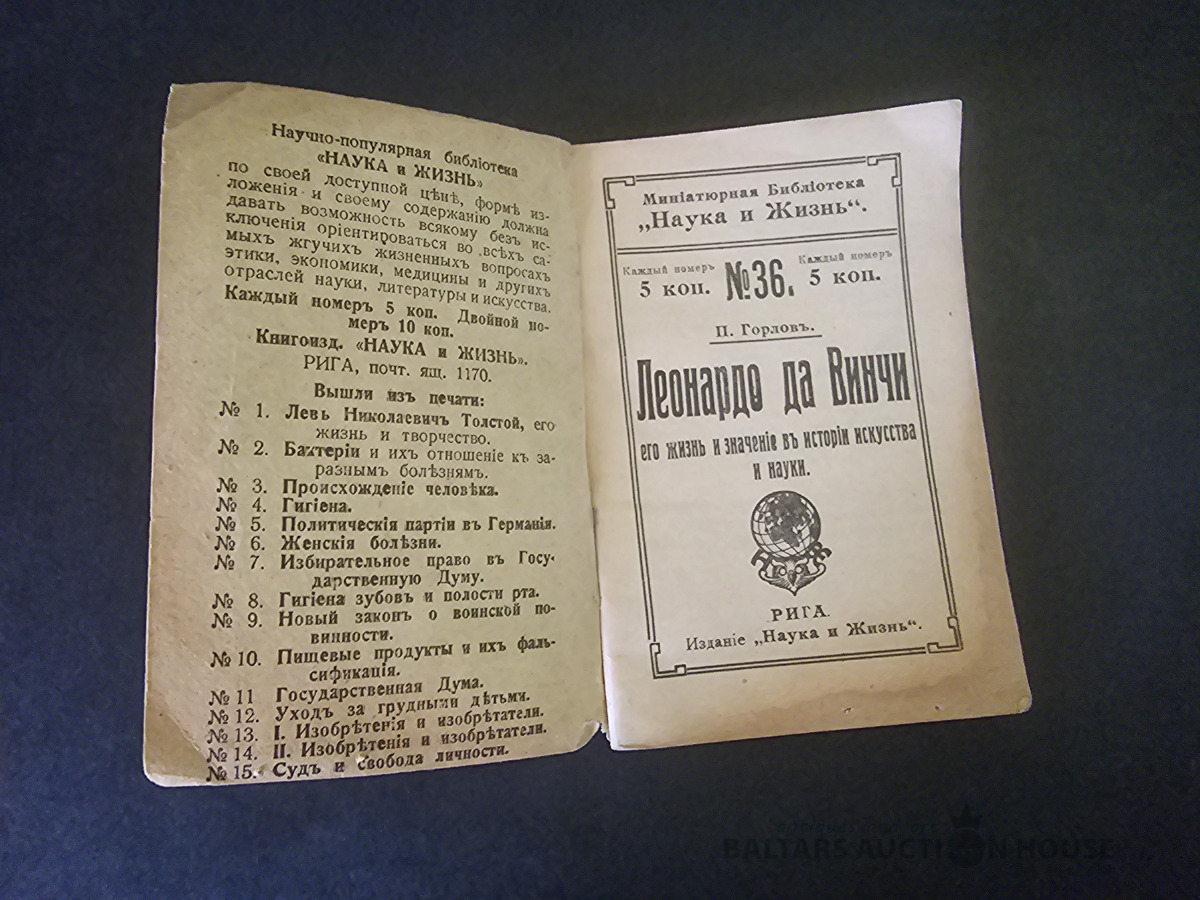 Научно-популярная библіотека
«НАУКА и ЖИЗНЬ»
по своей доступной цѣнѣ, формѣ из-
ложенія и своему содержанію должна
давать возможность всякому безъ ис-
ключенія оріентироваться во всѣхъ са-
мыхъ жгучихъ жизненныхъ вопросахъ
этики, экономики, медицины и другихъ
отраслей науки, литературы и искусства.
Каждый номеръ 5 коп. Двойной но-
меръ 10 коп.
Книгоизд. «НАУКА и ЖИЗНЬ».
РИГА, почт. ящ. 1170.
Вышли изъ печати:
№ 1. Левъ Николаевичъ Толстой, его
жизнь и творчество.
№ 2. Бактеріи и ихъ отношеніе къ за-
разнымъ болѣзнямъ.
№ 3. Происхожденіе человѣка.
№ 4. Гигіена.
№ 5. Политическія партіи въ Германіи.
№ 6. Женскія болѣзни.
№ 7. Избирательное право въ Госу-
дарственную Думу.
№ 8. Гигіена зубовъ и полости рта.
№ 9. Новый законъ о воинской по-
винности.
№ 10. Пищевые продукты и ихъ фаль-
сификація.
№ 11 Государственная Дума.
№ 12. Уходъ за грудными дѣтьми.
№ 13. I. Изобрѣтенія и изобрѣтатели.
№ 14. II. Изобрѣтенія и изобрѣтатели.
№ 15. Судъ и свобода личности.
Миніатюрная Библіотека
„Наука и Жизнь“.
Каждый номеръ
5 коп.
№ 36.
Каждый номеръ
5 коп.
П. Горловъ.
Леонардо да Винчи
его жизнь и значеніе въ исторіи искусства
и науки.
РИГА.
Изданіе „Наука и Жизнь“.
BALTARS AUCTION HOUSE